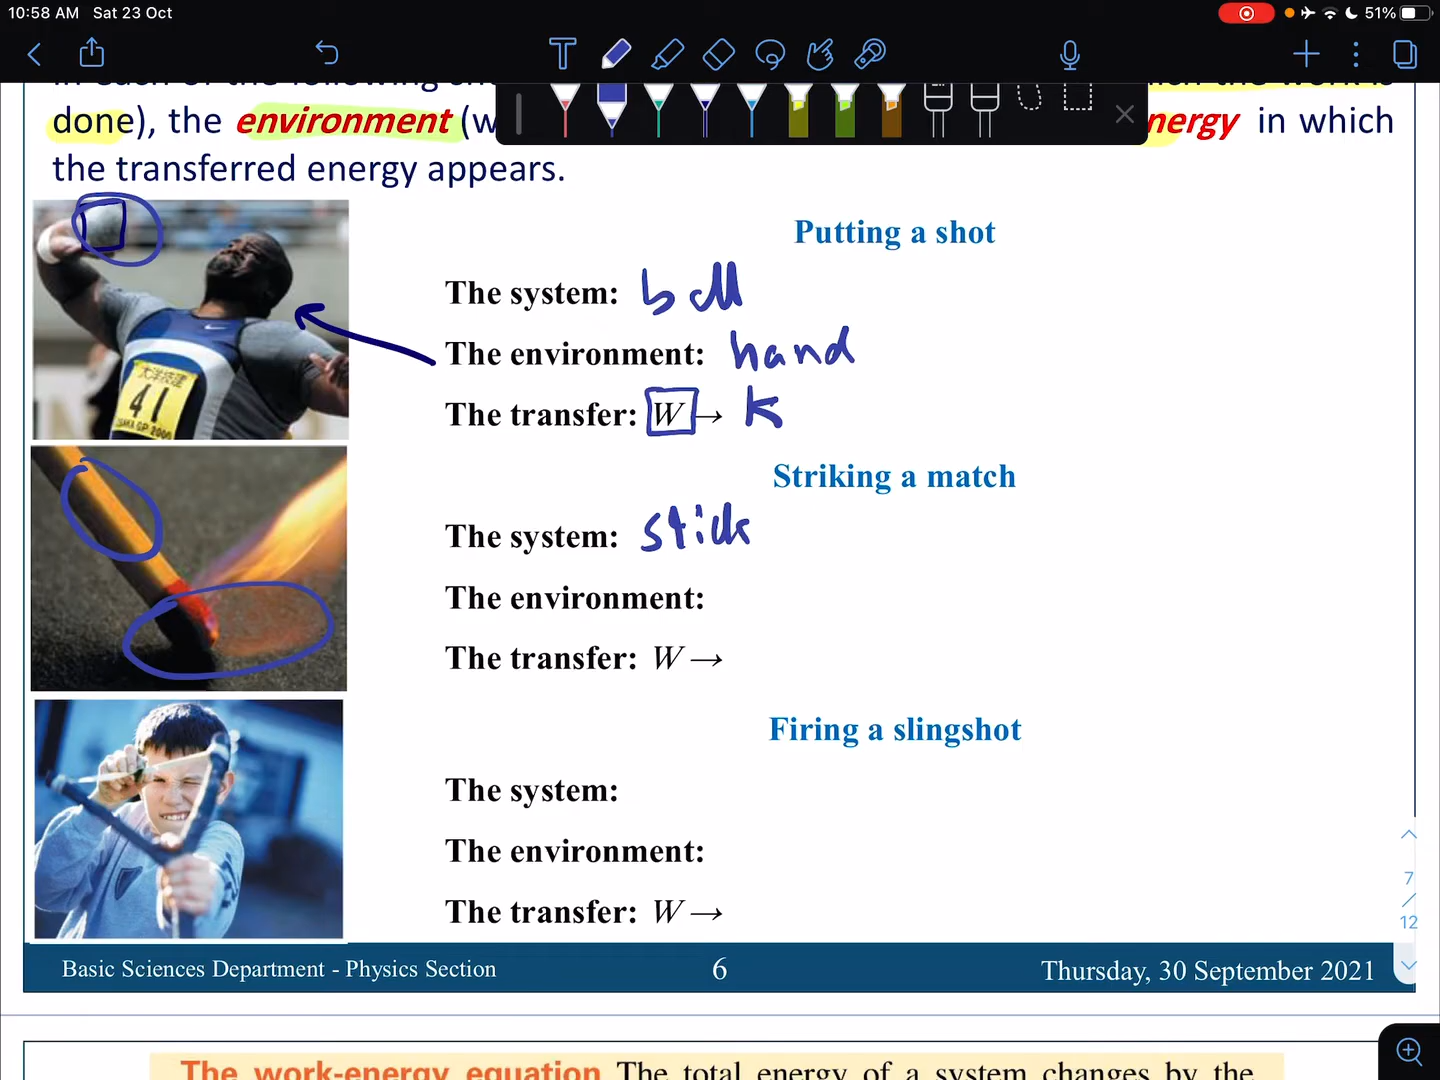 10:58 AM Sat 23 Oct
51%
done), the environment (w nergy in which
the transferred energy appears.
Putting a shot
The system: ball
The environment: hand
The transfer: W→ K
41
Striking a match
The system: stick
The environment:
The transfer: W→
Firing a slingshot
The system:
The environment:
The transfer: W→
7
/
12
Basic Sciences Department - Physics Section 6 Thursday, 30 September 2021
The work-energy equation The total energy of a system changes by the